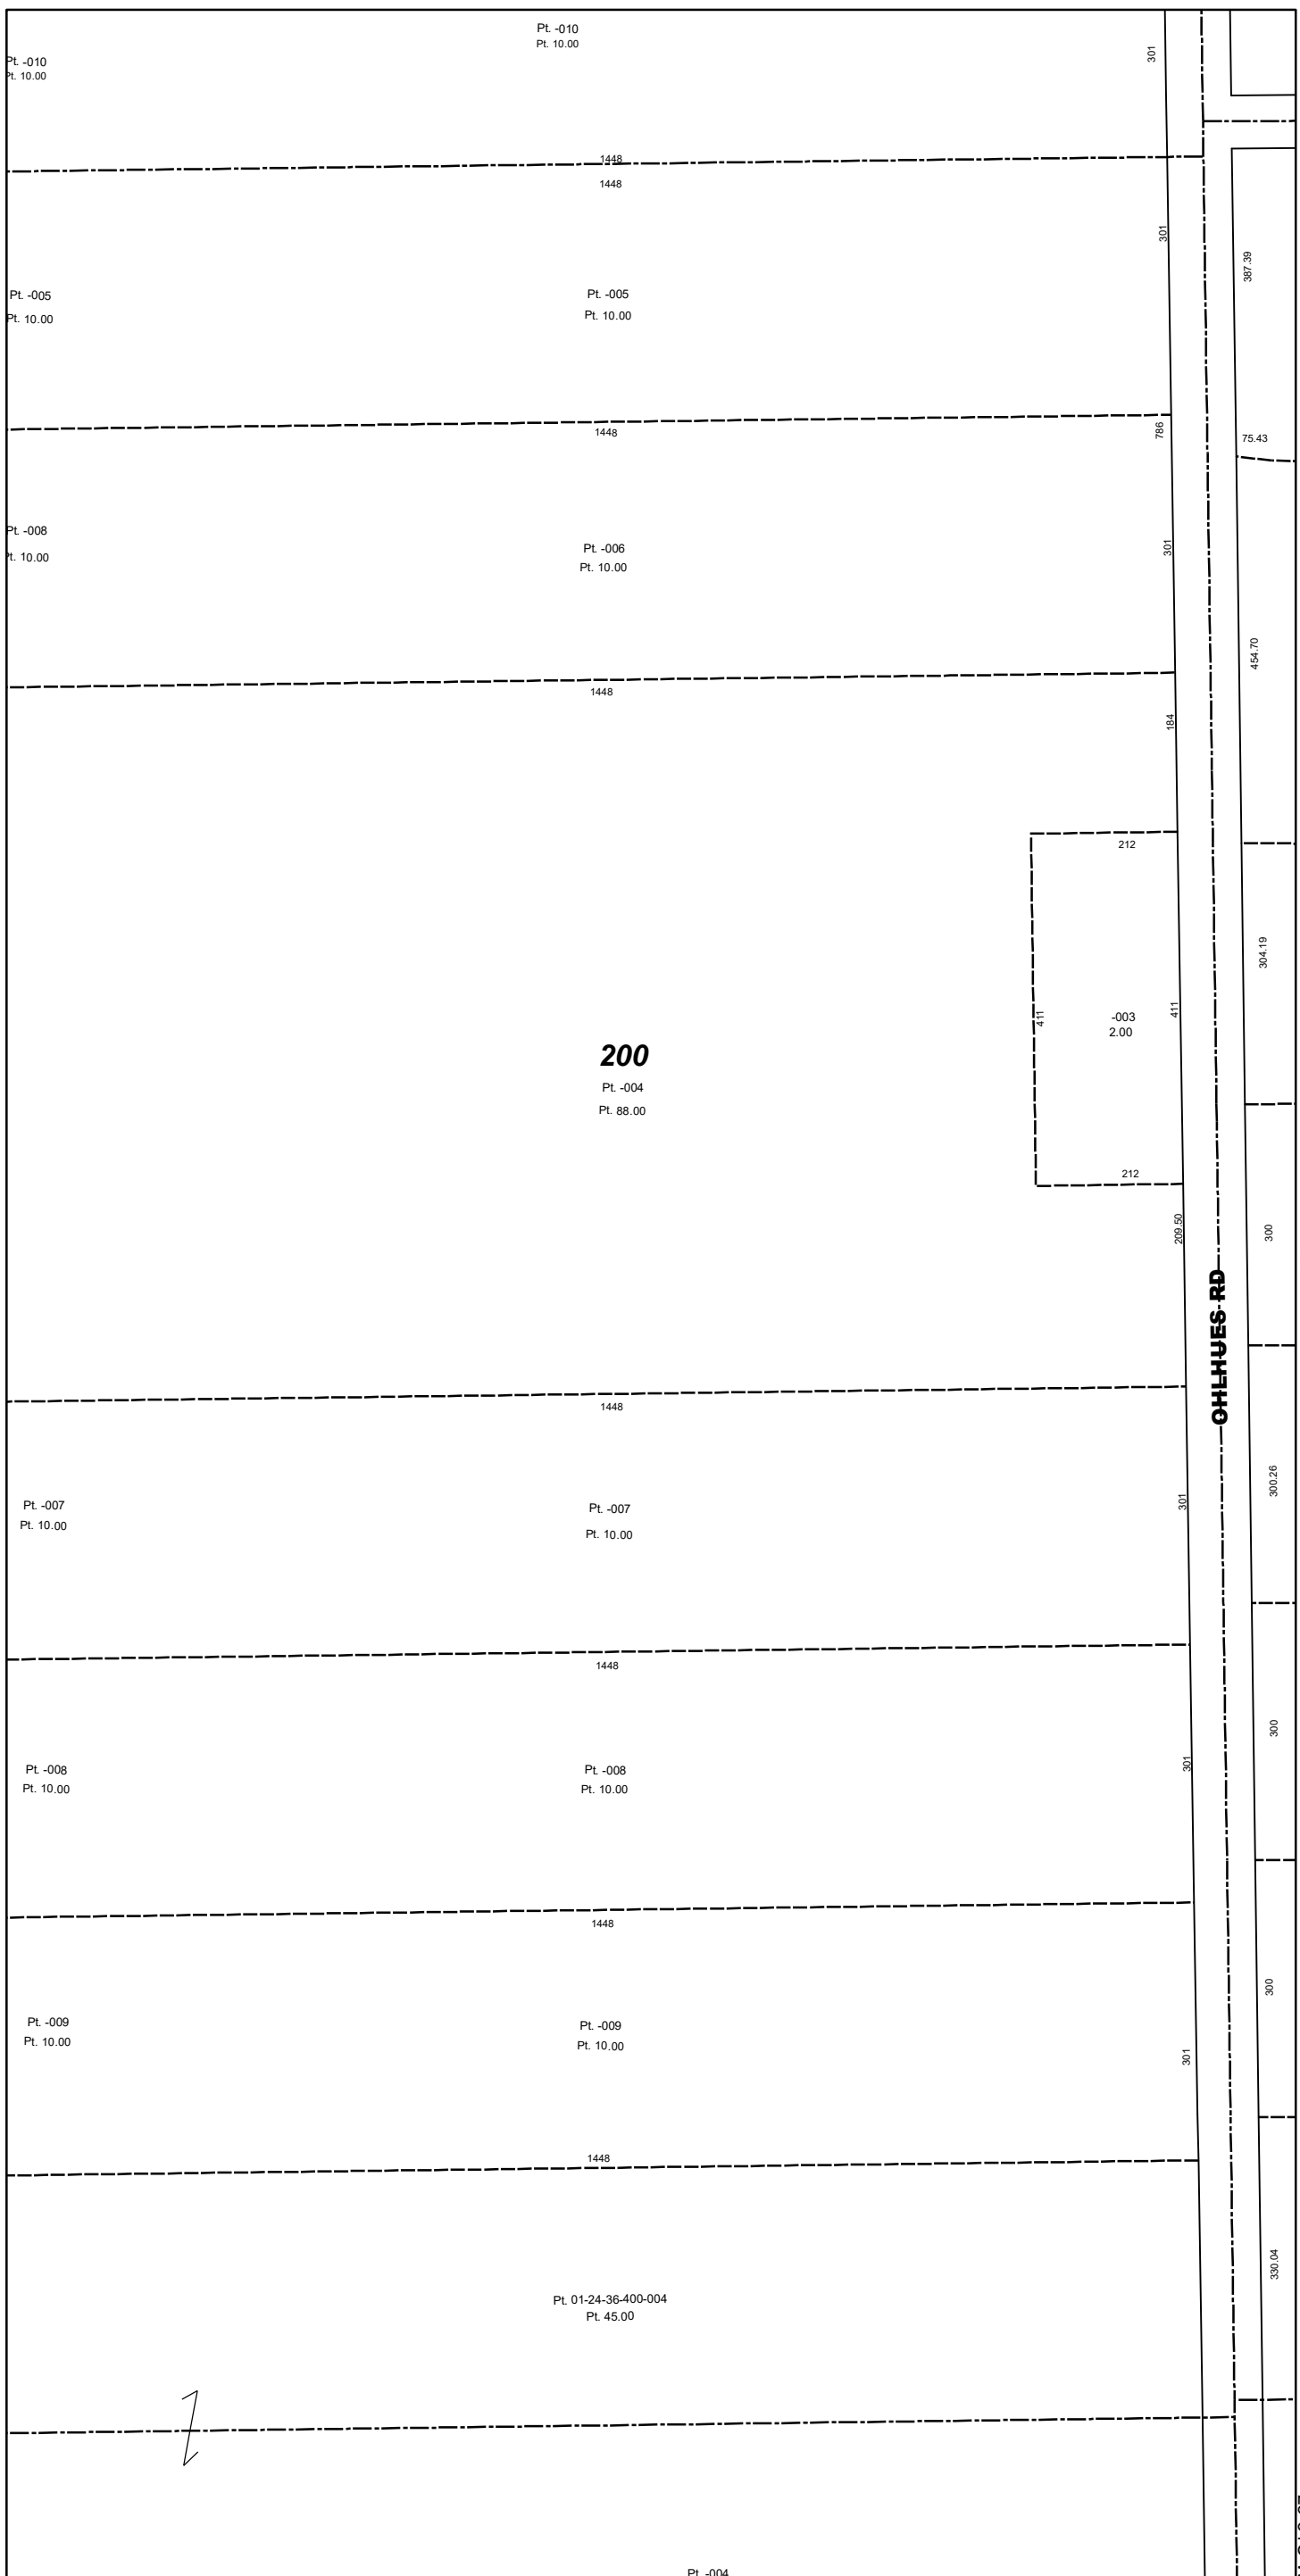 Pt. -010
Pt. 10.00
Pt. -010
Pt. 10.00
301
1448
1448
301
387.39
Pt. -005
Pt. 10.00
Pt. -005
Pt. 10.00
1448
786
75.43
Pt. -008
Pt. 10.00
Pt. -006
Pt. 10.00
301
454.70
1448
184
212
304.19
411
411
-003
2.00
200
Pt. -004
Pt. 88.00
212
209.50
300
OHLHUES RD
1448
300.26
Pt. -007
Pt. 10.00
Pt. -007
Pt. 10.00
301
1448
300
Pt. -008
Pt. 10.00
Pt. -008
Pt. 10.00
301
1448
300
Pt. -009
Pt. 10.00
Pt. -009
Pt. 10.00
301
1448
330.04
Pt. 01-24-36-400-004
Pt. 45.00
Pt. -004